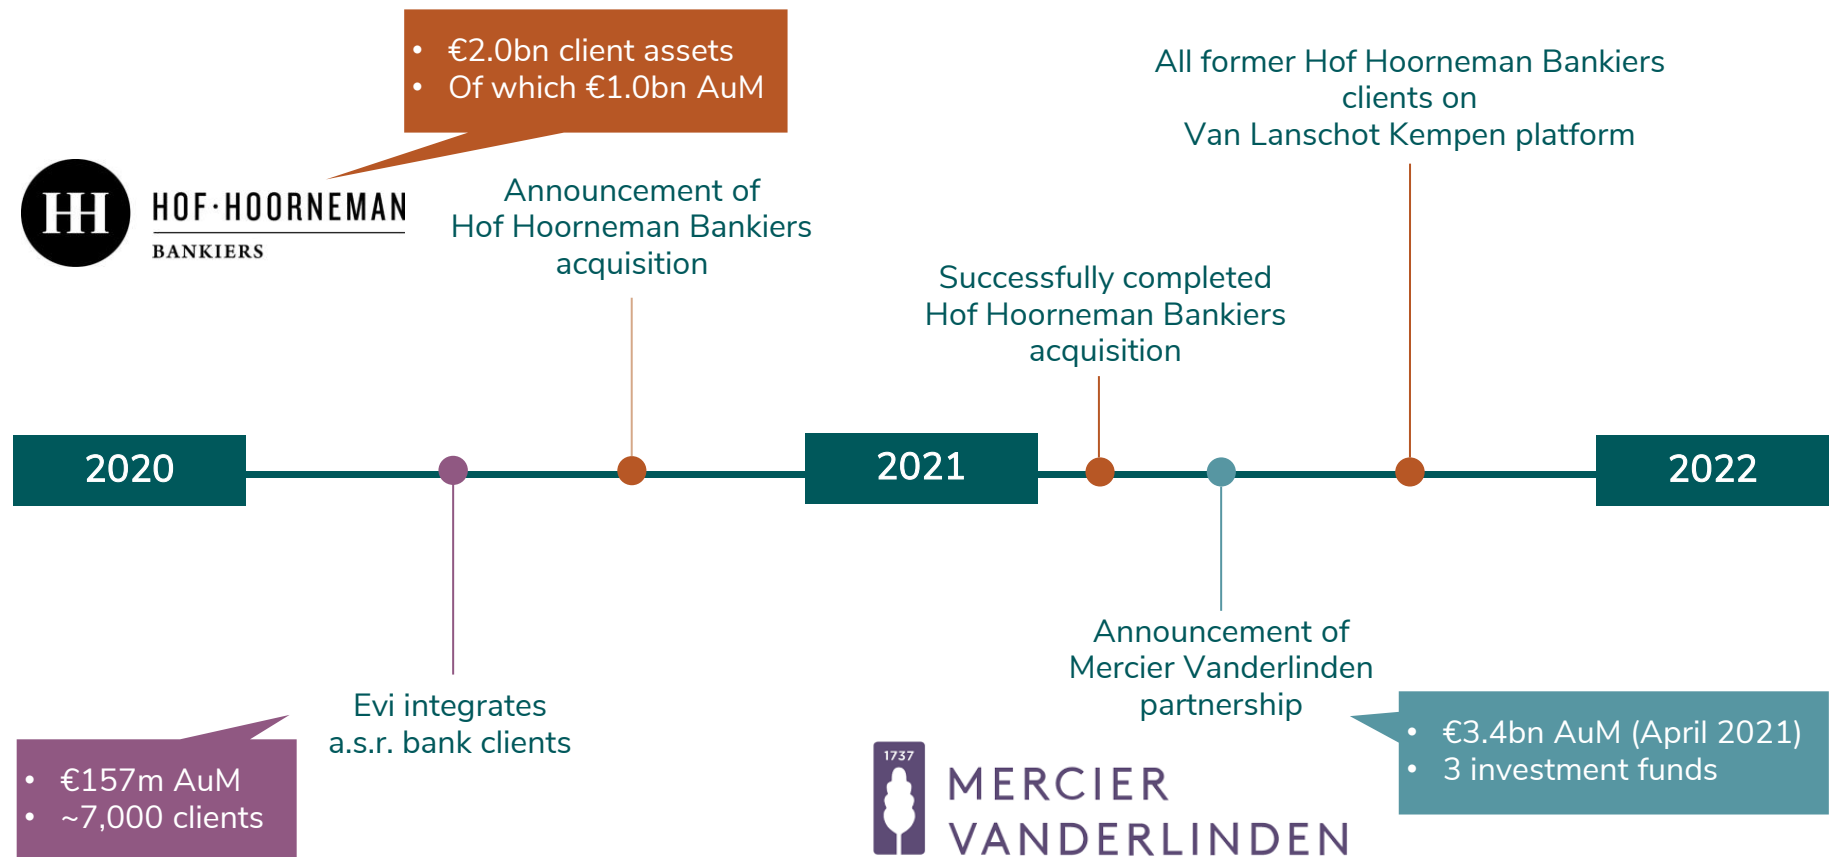 • €2.0bn client assets
• Of which €1.0bn AuM
HH
HOF·HOORNEMAN
BANKIERS
Announcement of
Hof Hoorneman Bankiers
acquisition
All former Hof Hoorneman Bankiers
clients on
Van Lanschot Kempen platform
Successfully completed
Hof Hoorneman Bankiers
acquisition
2020
2021
2022
Evi integrates
a.s.r. bank clients
• €157m AuM
• ~7,000 clients
Announcement of
Mercier Vanderlinden
partnership
• €3.4bn AuM (April 2021)
• 3 investment funds
1737
MERCIER
VANDERLINDEN